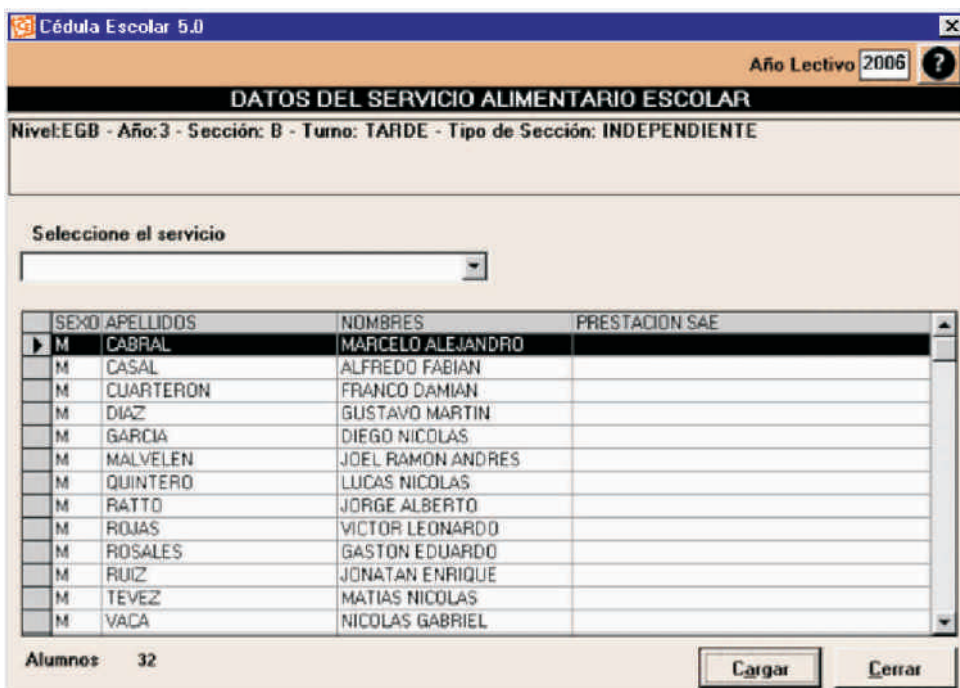 Cédula Escolar 5.0
Año Lectivo 2006 ?
DATOS DEL SERVICIO ALIMENTARIO ESCOLAR
Nivel:EGB - Año:3 - Sección: B - Turno: TARDE - Tipo de Sección: INDEPENDIENTE
Seleccione el servicio
SEXO APELLIDOS NOMBRES PRESTACION SAE
M CABRAL MARCELO ALEJANDRO
M CASAL ALFREDO FABIAN
M CUARTERON FRANCO DAMIAN
M DIAZ GUSTAVO MARTIN
M GARCIA DIEGO NICOLAS
M MALVELEN JOEL RAMON ANDRES
M QUINTERO LUCAS NICOLAS
M RATTO JORGE ALBERTO
M ROJAS VICTOR LEONARDO
M ROSALES GASTON EDUARDO
M RUIZ JONATAN ENRIQUE
M TEVEZ MATIAS NICOLAS
M VACA NICOLAS GABRIEL
Alumnos 32 Cargar Cerrar